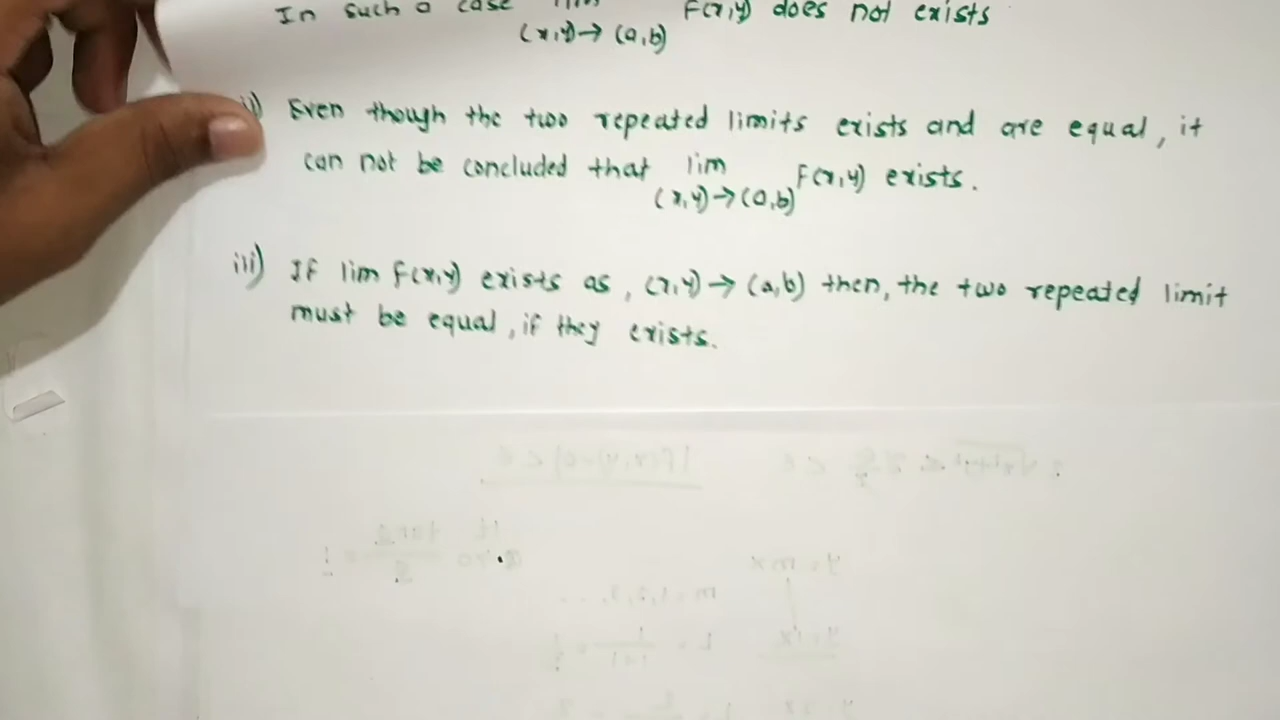 In such a case lim F(x,y) does not exists
(x,y)→(a,b)
ii) Even though the two repeated limits exists and are equal, it
can not be concluded that lim F(x,y) exists.
(x,y)→(a,b)
iii) If lim F(x,y) exists as, (x,y)→(a,b) then, the two repeated limit
must be equal, if they exists.